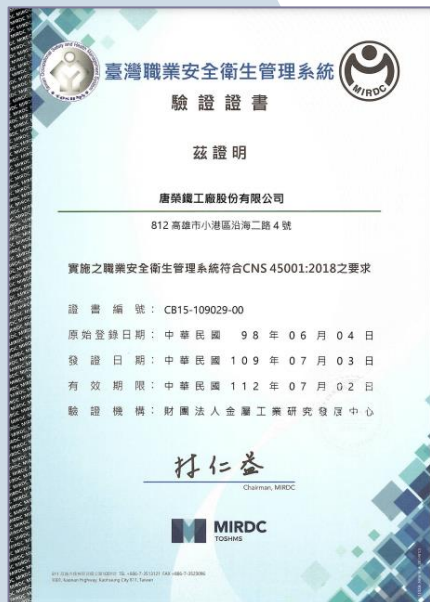 臺灣職業安全衛生管理系統
MIRDC
驗證證書
茲證明
唐榮鐵工廠股份有限公司
812 高雄市小港區沿海二路 4 號
實施之職業安全衛生管理系統符合CNS 45001:2018之要求
證書編號：CB15-109029-00
原始登錄日期：中華民國 98 年 06 月 04 日
發證日期：中華民國 109 年 07 月 03 日
有效期限：中華民國 112 年 07 月 02 日
驗證機構：財團法人金屬工業研究發展中心
Chairman, MIRDC
MIRDC
TOSHMS